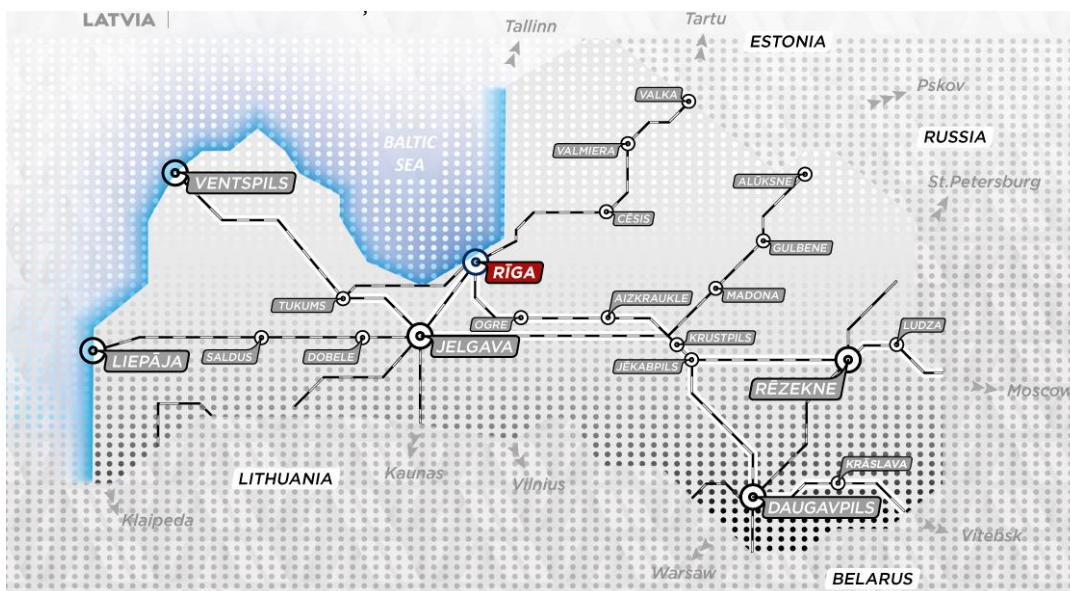 LATVIA
Tallinn
Tartu
ESTONIA
Pskov
RUSSIA
St.Petersburg
VALKA
VALMIERA
BALTIC
SEA
VENTSPILS
ALŪKSNE
CĒSIS
GULBENE
RĪGA
MADONA
AIZKRAUKLE
TUKUMS
OGRE
KRUSTPILS
LUDZA
JELGAVA
LIEPĀJA
SALDUS
DOBELE
JĒKABPILS
RĒZEKNE
Moscow
LITHUANIA
Kaunas
Vilnius
KRĀSLAVA
DAUGAVPILS
Klaipeda
Vitebsk
Warsaw
BELARUS